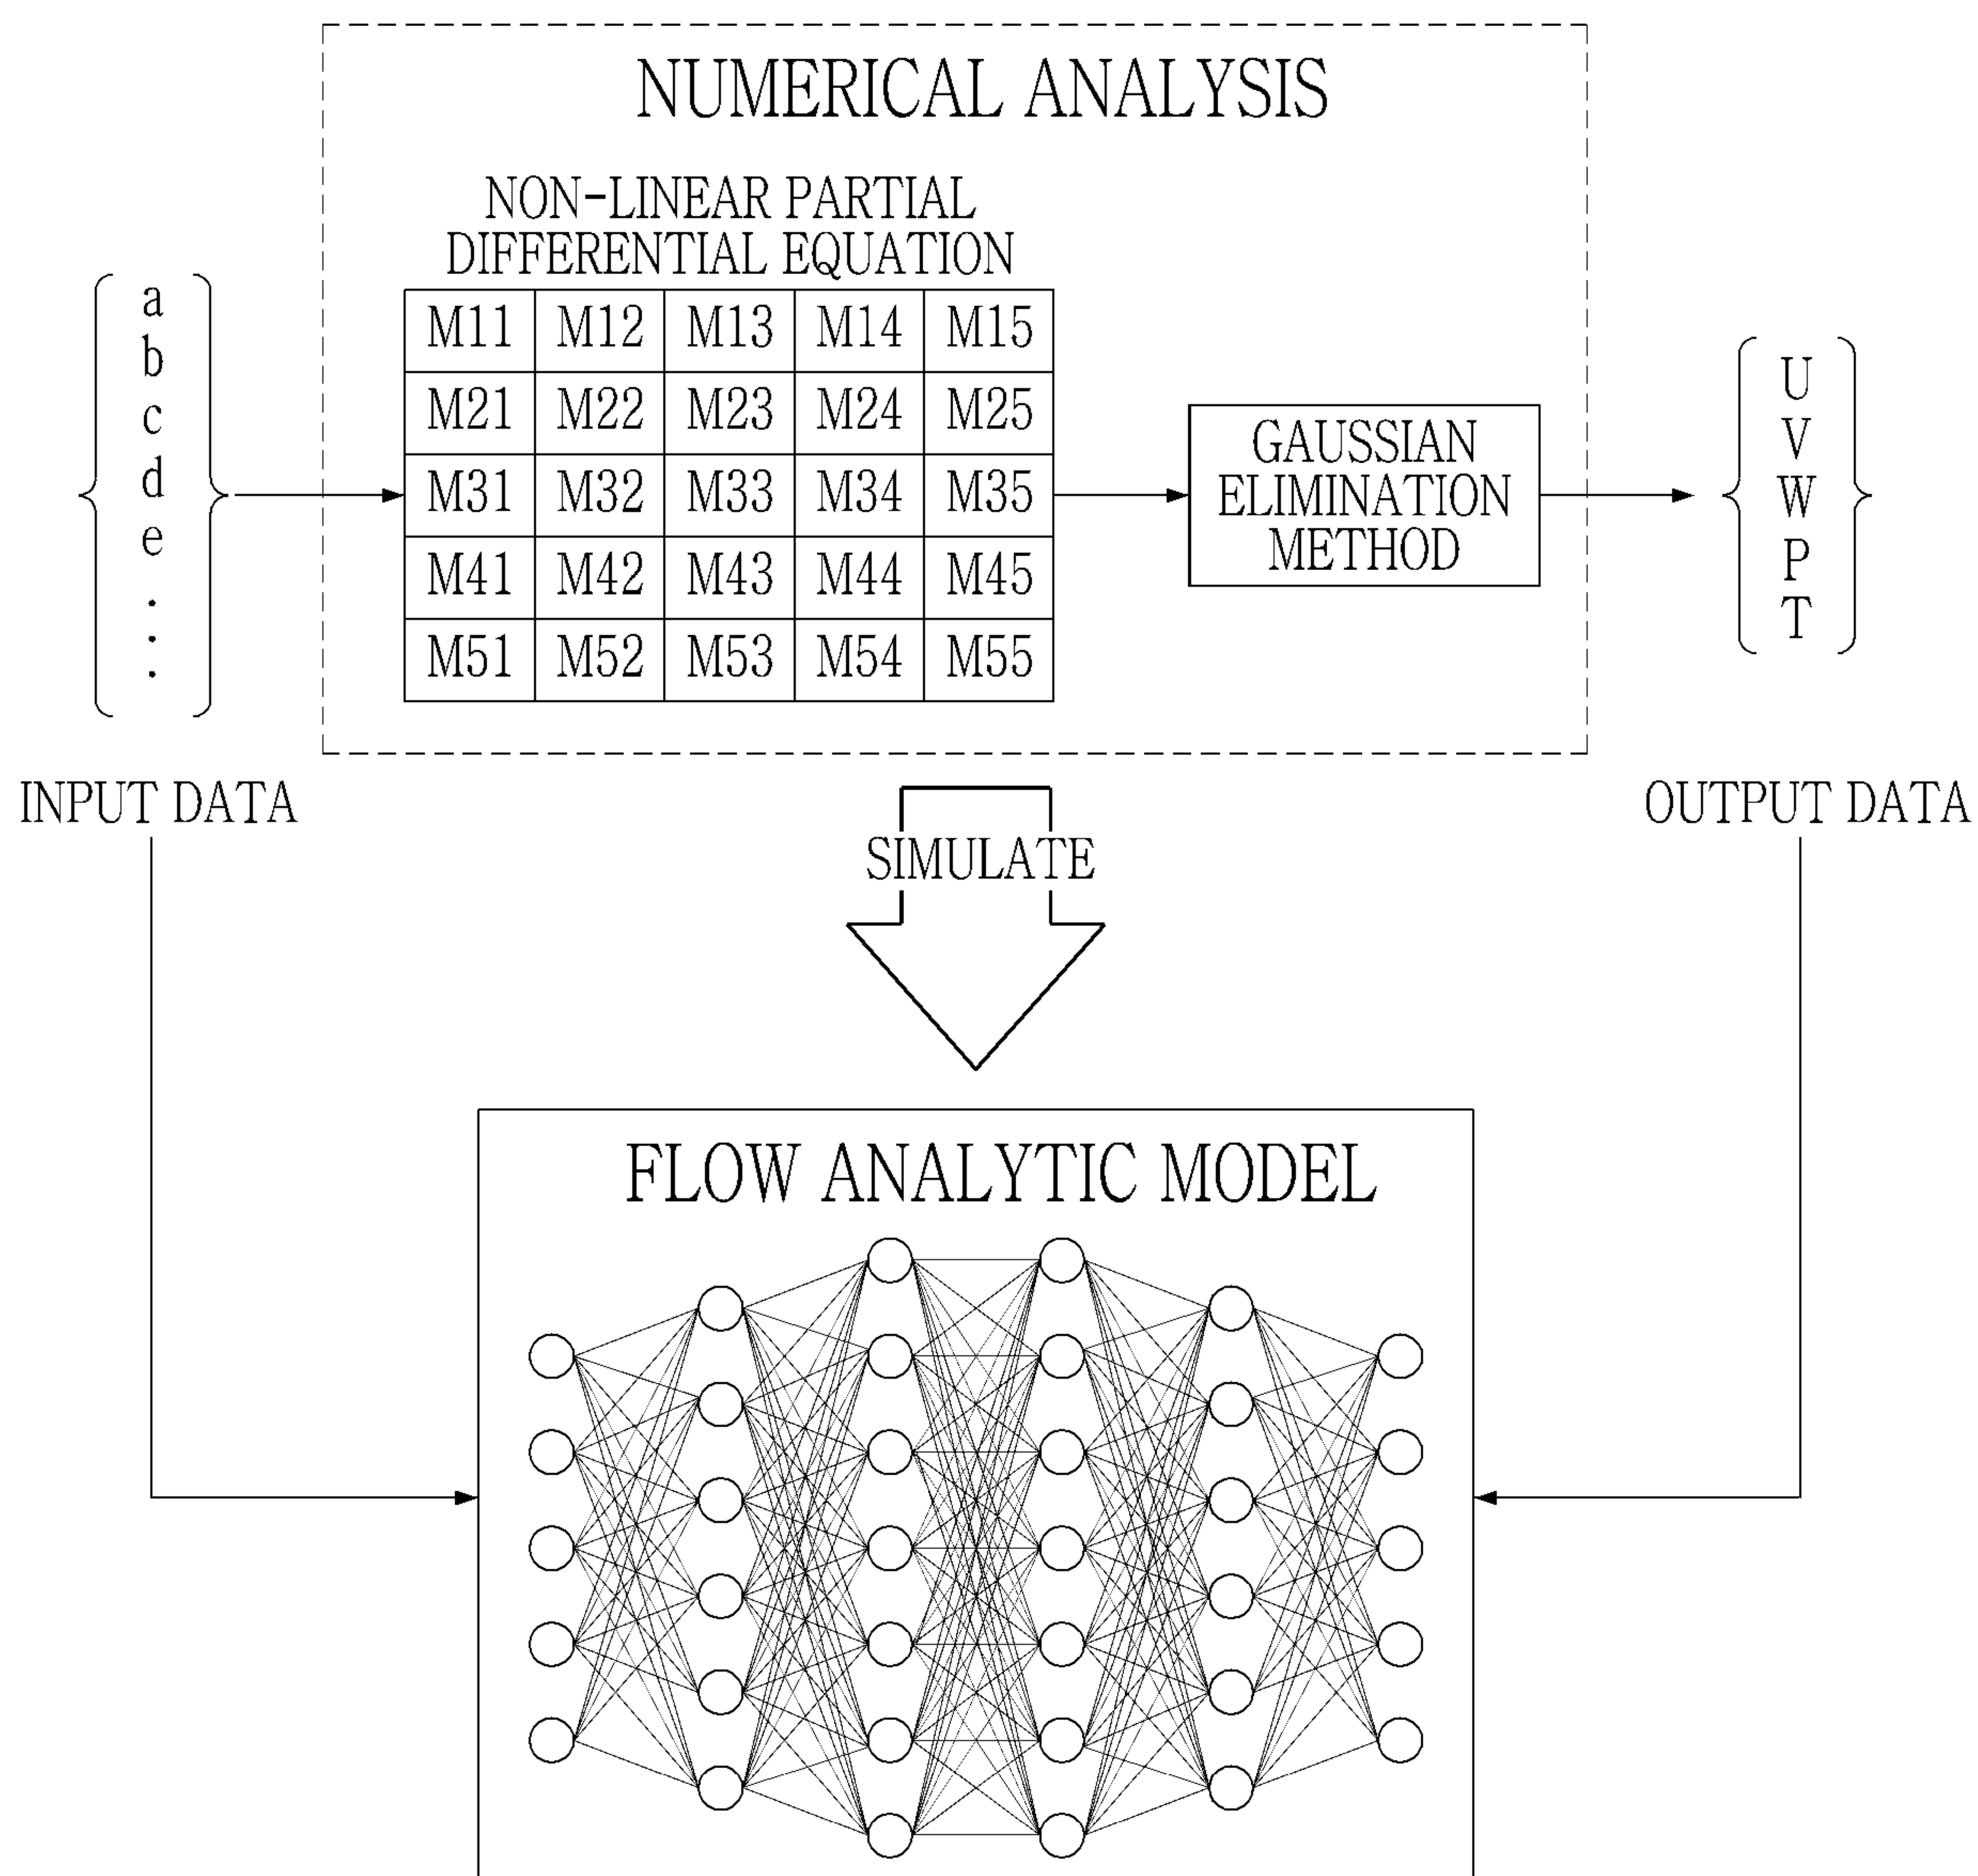 NUMERICAL ANALYSIS
NON-LINEAR PARTIAL
DIFFERENTIAL EQUATION
a
b
c
d
e
M11 M12 M13 M14 M15
M21 M22 M23 M24 M25
M31 M32 M33 M34 M35
M41 M42 M43 M44 M45
M51 M52 M53 M54 M55
GAUSSIAN
ELIMINATION
METHOD
U
V
W
P
T
INPUT DATA
OUTPUT DATA
SIMULATE
FLOW ANALYTIC MODEL